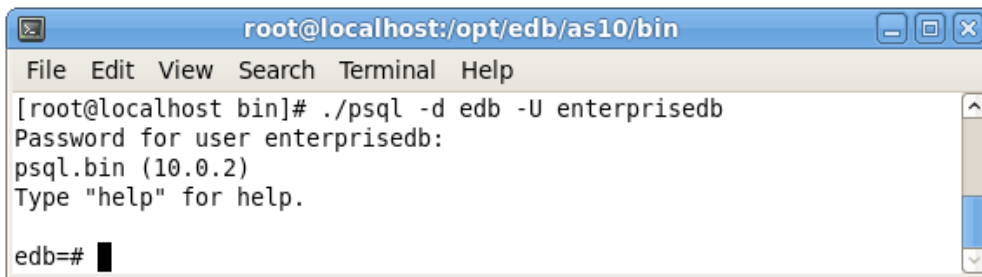 root@localhost:/opt/edb/as10/bin
File Edit View Search Terminal Help
[root@localhost bin]# ./psql -d edb -U enterprisedb
Password for user enterprisedb:
psql.bin (10.0.2)
Type "help" for help.
edb=#